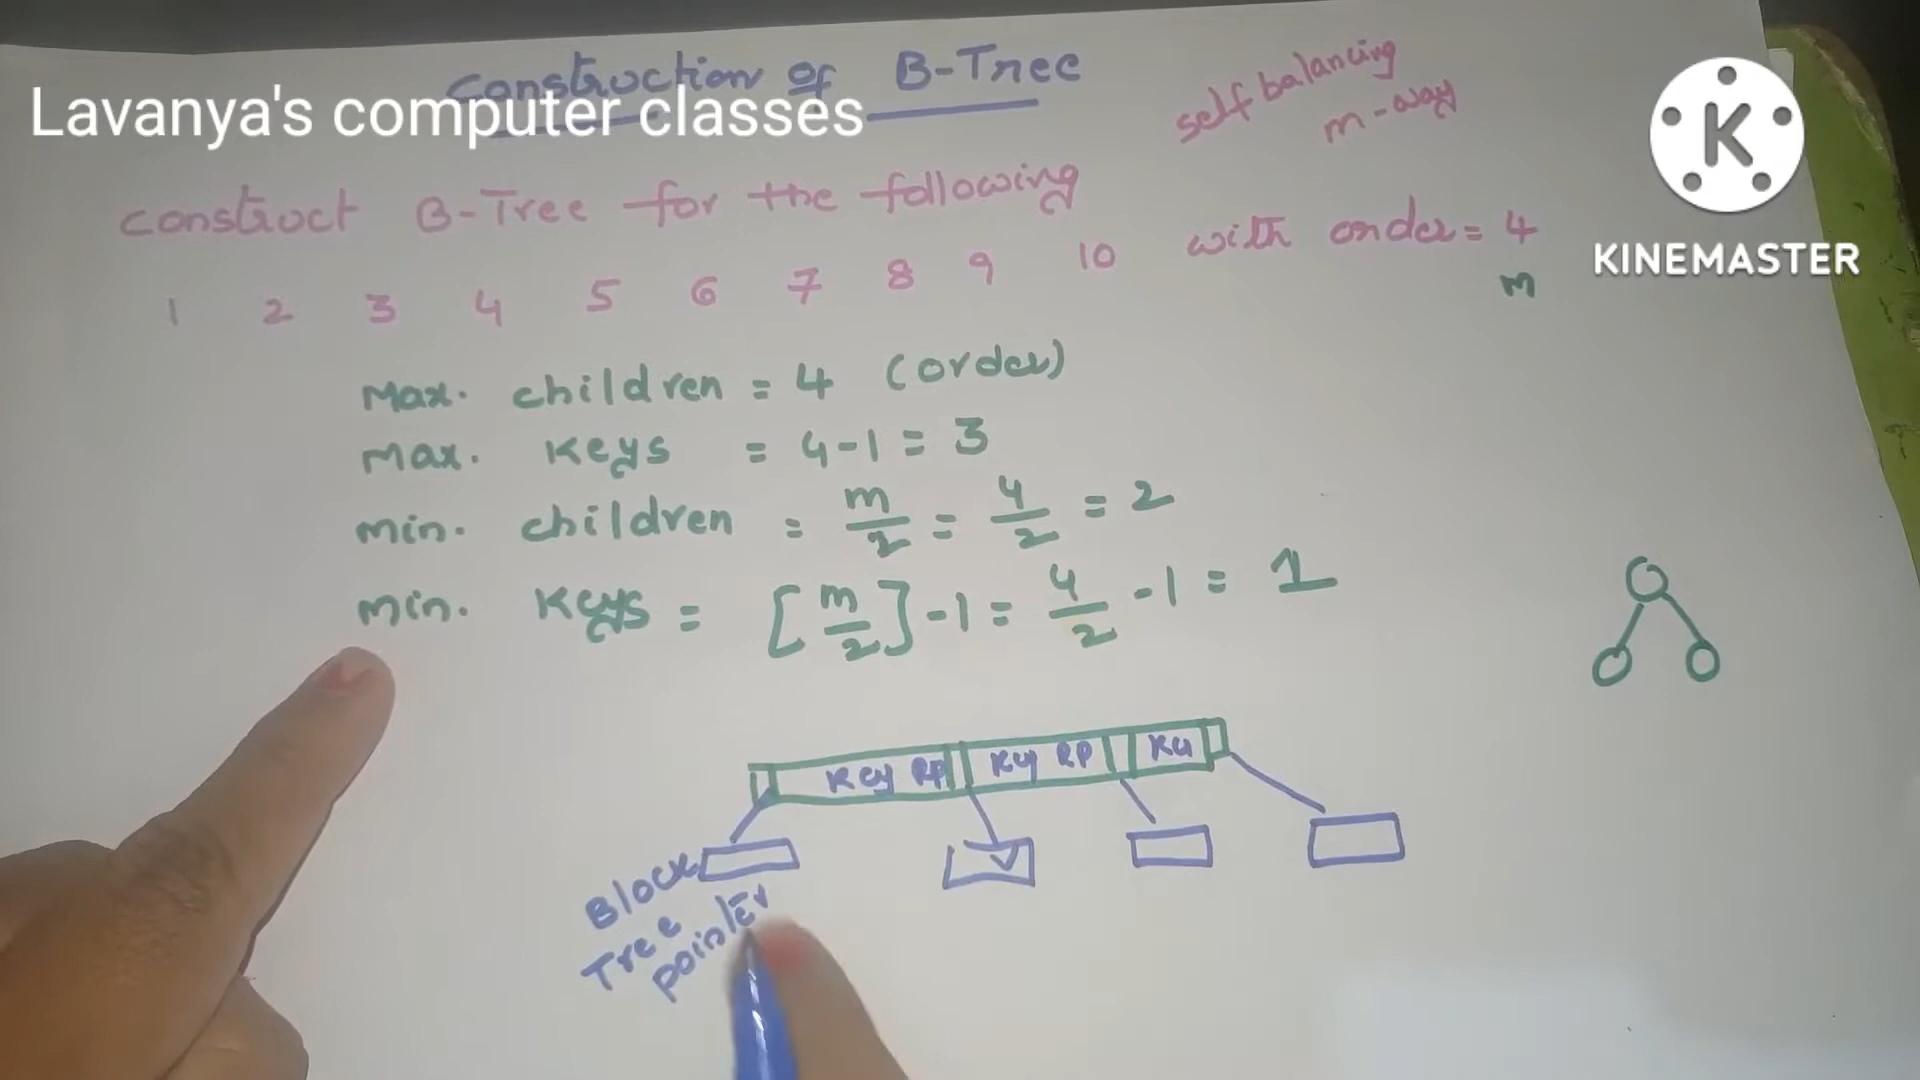 Construction of B-Tree
Lavanya's computer classes
self balancing
m-way
K
KINEMASTER
construct B-Tree for the following
1 2 3 4 5 6 7 8 9 10 with order = 4
m
Max. children = 4 (order)
Max. Keys = 4-1 = 3
min. children = m/2 = 4/2 = 2
min. Keys = [m/2] -1 = 4/2 -1 = 1
Key RP Key RP Key
Block
Tree
pointer